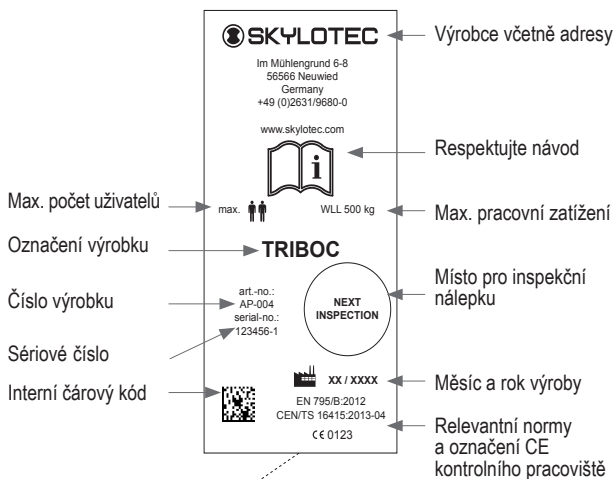 SKYLOTEC
Výrobce včetně adresy
Im Mühlengrund 6-8
56566 Neuwied
Germany
+49 (0)2631/9680-0
www.skylotec.com
i
Respektujte návod
Max. počet uživatelů
max.
WLL 500 kg
Max. pracovní zatížení
Označení výrobku
TRIBOC
Číslo výrobku
art.-no.:
AP-004
serial-no.:
123456-1
Sériové číslo
NEXT
INSPECTION
Místo pro inspekční
nálepku
Interní čárový kód
XX / XXXX
Měsíc a rok výroby
EN 795/B:2012
CEN/TS 16415:2013-04
CE 0123
Relevantní normy
a označení CE
kontrolního pracoviště